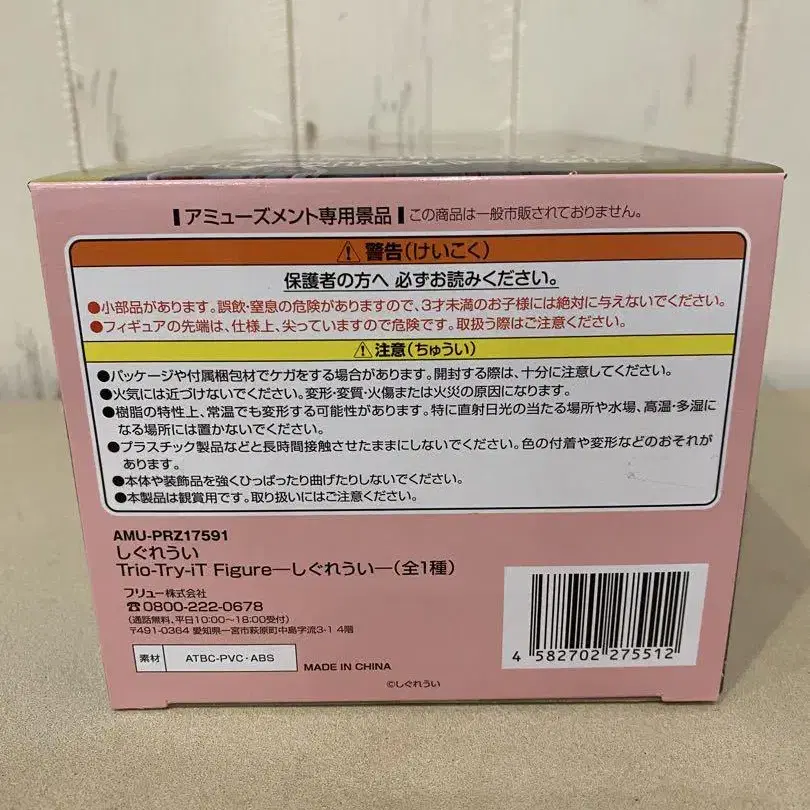 アミューズメント専用景品 この商品は一般市販されておりません。
⚠警告(けいこく)
保護者の方へ 必ずお読みください。
●小部品があります。誤飲・窒息の危険がありますので、3才未満のお子様には絶対に与えないでください。
●フィギュアの先端は、仕様上、尖っていますので危険です。取扱う際はご注意ください。
⚠注意(ちゅうい)
●パッケージや付属梱包材でケガをする場合があります。開封する際は、十分に注意してください。
●火気には近づけないでください。変形・変質・火傷または火災の原因になります。
●樹脂の特性上、常温でも変形する可能性があります。特に直射日光の当たる場所や水場、高温・多湿に
なる場所には置かないでください。
●プラスチック製品などと長時間接触させたままにしないでください。色の付着や変形などのおそれが
あります。
●本体や装飾品を強くひっぱったり曲げたりしないでください。
●本製品は観賞用です。取り扱いにはご注意ください。
AMU-PRZ17591
しぐれうい
Trio-Try-iT Figure―しぐれうい―(全1種)
フリュー株式会社
☎0800-222-0678
(通話無料、平日10:00~18:00受付)
〒491-0364 愛知県一宮市萩原町中島字流3-1 4階
素材 ATBC-PVC・ABS MADE IN CHINA
4 582702 275512
©しぐれうい